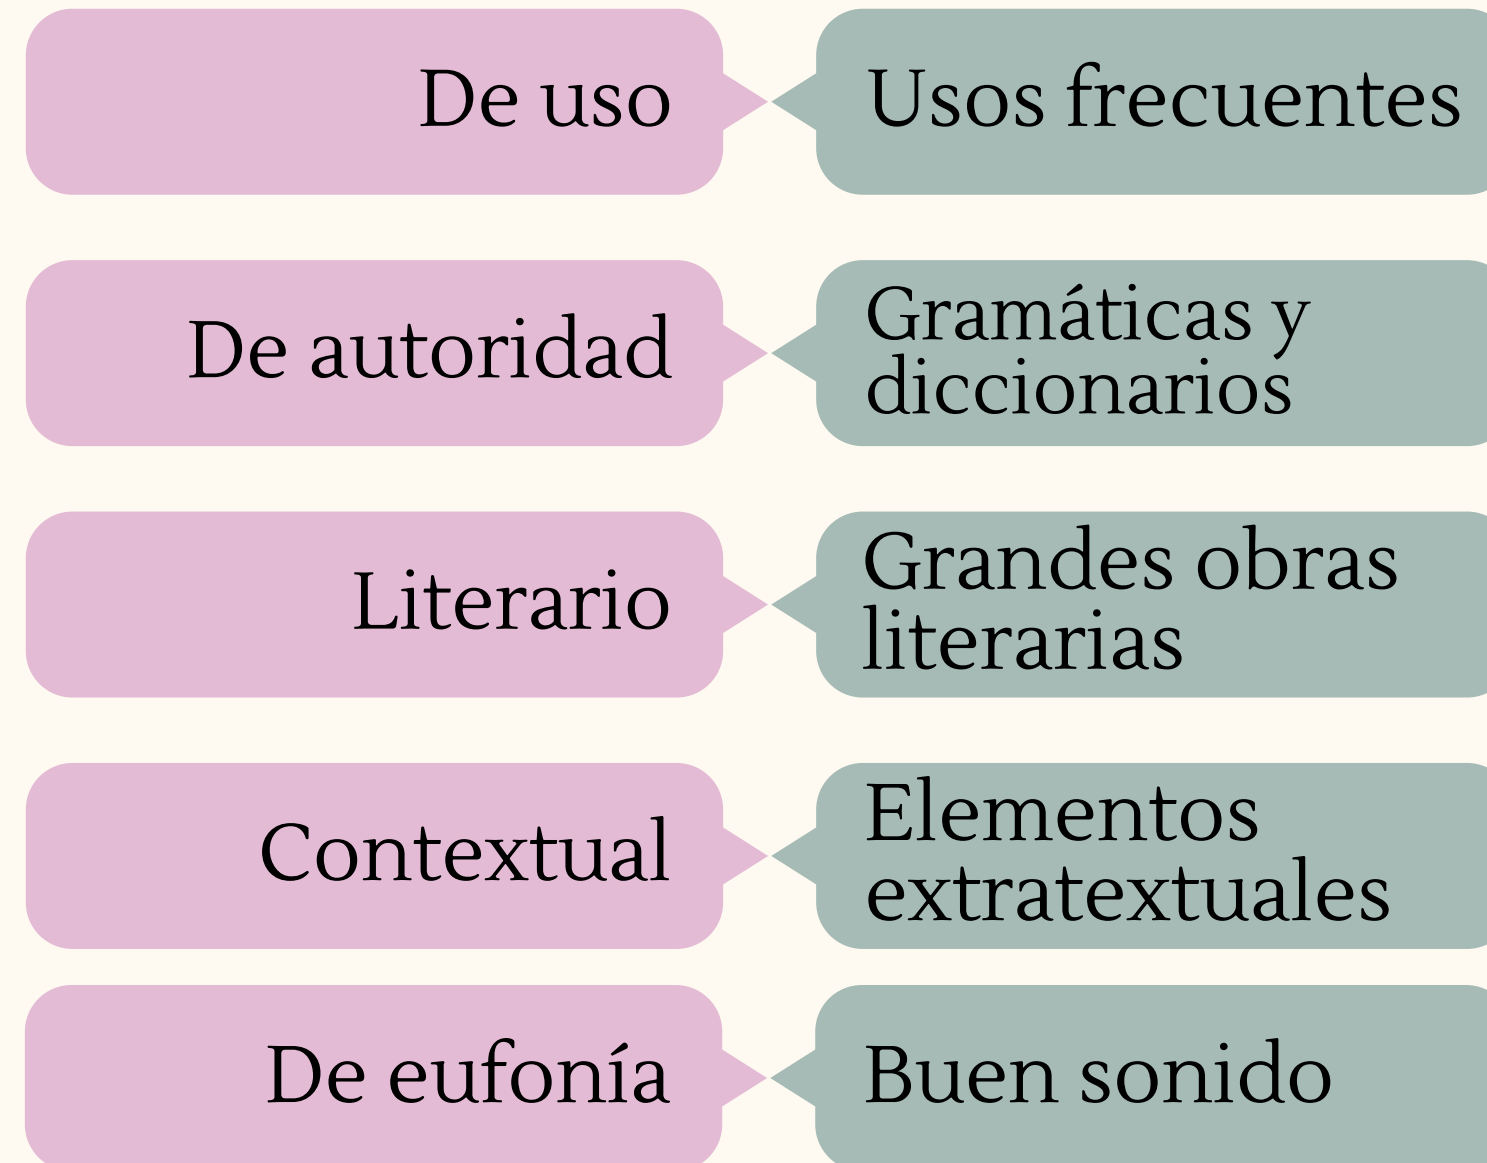 De uso
Usos frecuentes
De autoridad
Gramáticas y
diccionarios
Literario
Grandes obras
literarias
Contextual
Elementos
extratextuales
De eufonía
Buen sonido